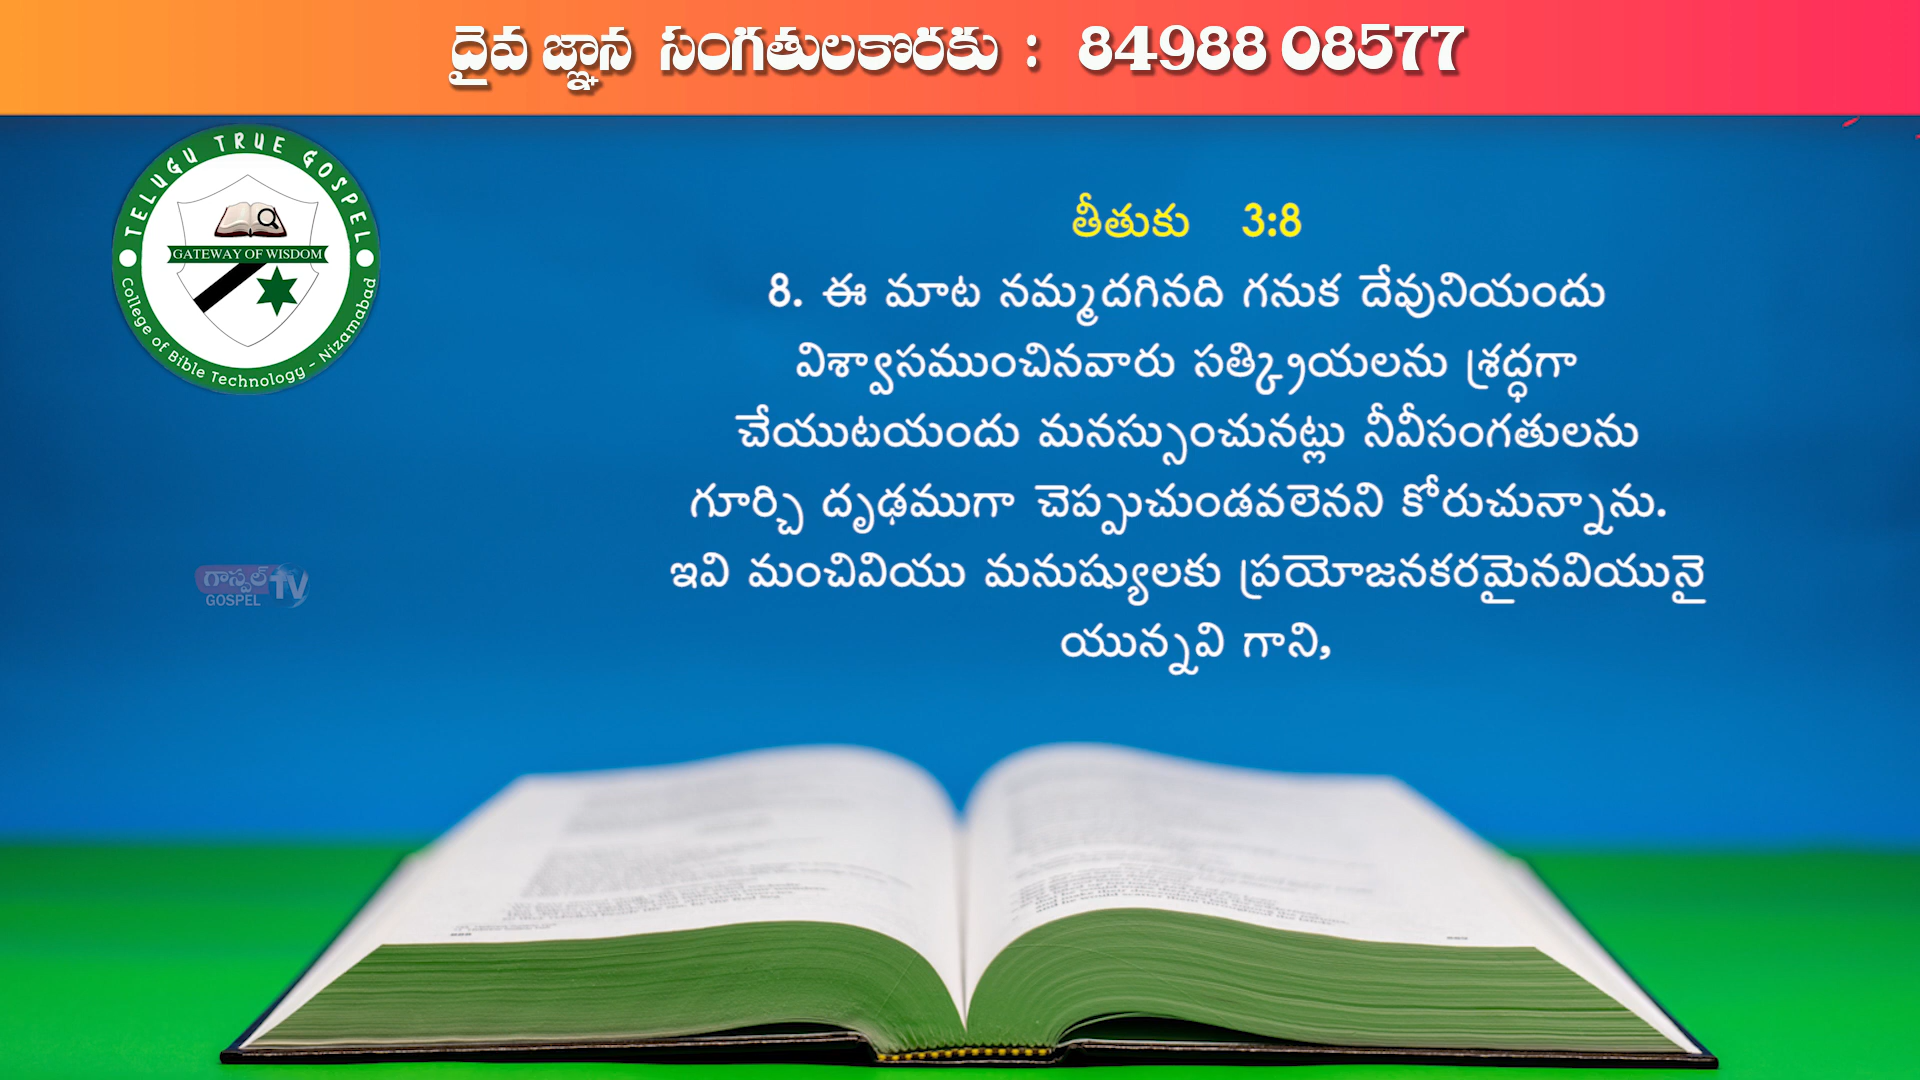 దైవ జ్ఞాన సంగతులకొరకు : 84988 08577
TELUGU TRUE GOSPEL
GATEWAY OF WISDOM
College of Bible Technology - Nizamabad
తీతుకు 3:8
8. ఈ మాట నమ్మదగినది గనుక దేవునియందు
విశ్వాసముంచినవారు సత్క్రియలను శ్రద్ధగా
చేయుటయందు మనస్సుంచునట్లు నీవీసంగతులను
గూర్చి దృఢముగా చెప్పుచుండవలెనని కోరుచున్నాను.
ఇవి మంచివియు మనుష్యులకు ప్రయోజనకరమైనవియునై
యున్నవి గాని,
గాస్పల్ TV
GOSPEL